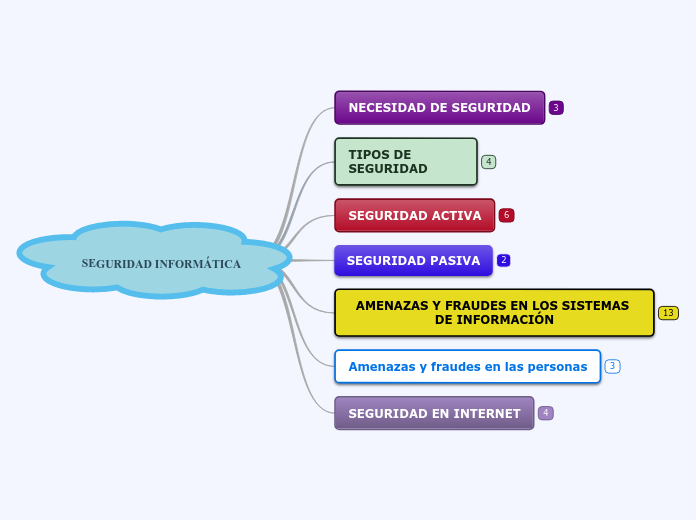 NECESIDAD DE SEGURIDAD 3
TIPOS DE
SEGURIDAD 4
SEGURIDAD ACTIVA 6
SEGURIDAD INFORMÁTICA
SEGURIDAD PASIVA 2
AMENAZAS Y FRAUDES EN LOS SISTEMAS
DE INFORMACIÓN 13
Amenazas y fraudes en las personas 3
SEGURIDAD EN INTERNET 4